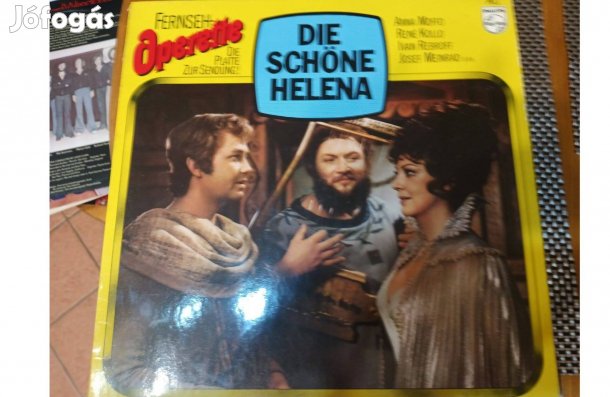 Jófogás
FERNSEH-
Operette
DIE
PLATTE
ZUR SENDUNG!
DIE
SCHÖNE
HELENA
ANNA MOFFO
RENÉ KOLLO
IVAN REBROFF
JOSEF MEINRAD
PHILIPS